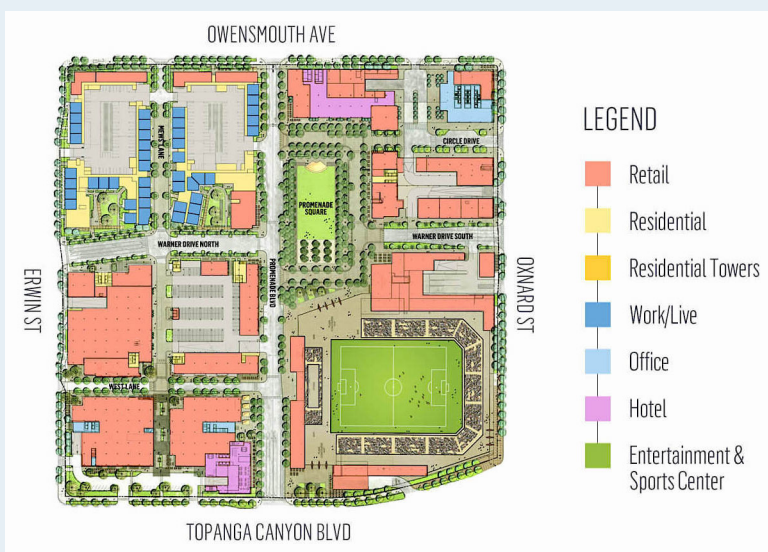 OWENSMOUTH AVE
LEGEND
MEWS LANE
CIRCLE DRIVE
Retail
PROMENADE
SQUARE
Residential
WARNER DRIVE NORTH
WARNER DRIVE SOUTH
Residential Towers
ERWIN ST
PROMENADE BLVD
OXNARD ST
Work/Live
Office
WEST LANE
Hotel
Entertainment &
Sports Center
TOPANGA CANYON BLVD